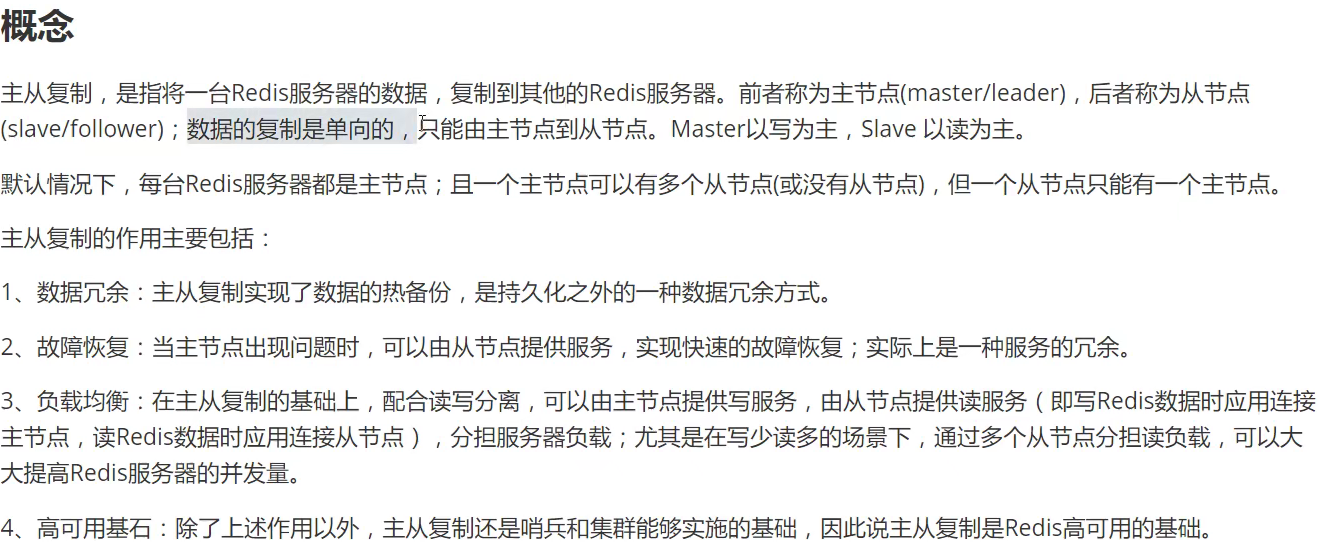 概念
主从复制，是指将一台Redis服务器的数据，复制到其他的Redis服务器。前者称为主节点(master/leader)，后者称为从节点
(slave/follower)；数据的复制是单向的，只能由主节点到从节点。Master以写为主，Slave 以读为主。
默认情况下，每台Redis服务器都是主节点；且一个主节点可以有多个从节点(或没有从节点)，但一个从节点只能有一个主节点。
主从复制的作用主要包括：
1、数据冗余：主从复制实现了数据的热备份，是持久化之外的一种数据冗余方式。
2、故障恢复：当主节点出现问题时，可以由从节点提供服务，实现快速的故障恢复；实际上是一种服务的冗余。
3、负载均衡：在主从复制的基础上，配合读写分离，可以由主节点提供写服务，由从节点提供读服务（即写Redis数据时应用连接
主节点，读Redis数据时应用连接从节点），分担服务器负载；尤其是在写少读多的场景下，通过多个从节点分担读负载，可以大
大提高Redis服务器的并发量。
4、高可用基石：除了上述作用以外，主从复制还是哨兵和集群能够实施的基础，因此说主从复制是Redis高可用的基础。